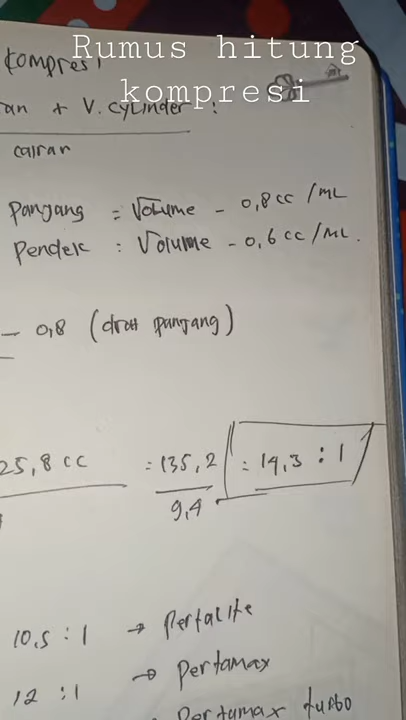 Rumus hitung
kompresi
kompresi
an + V. cylinder :
cairan
Panjang = Volume - 0,8 cc / ML
Pendek : Volume - 0,6 cc / ML.
- 0,8 (drat panjang)
25,8 cc = 135,2 = 14,3 : 1
9,4
10,5 : 1 → Pertalite
12 : 1 → Pertamax
Pertamax turbo